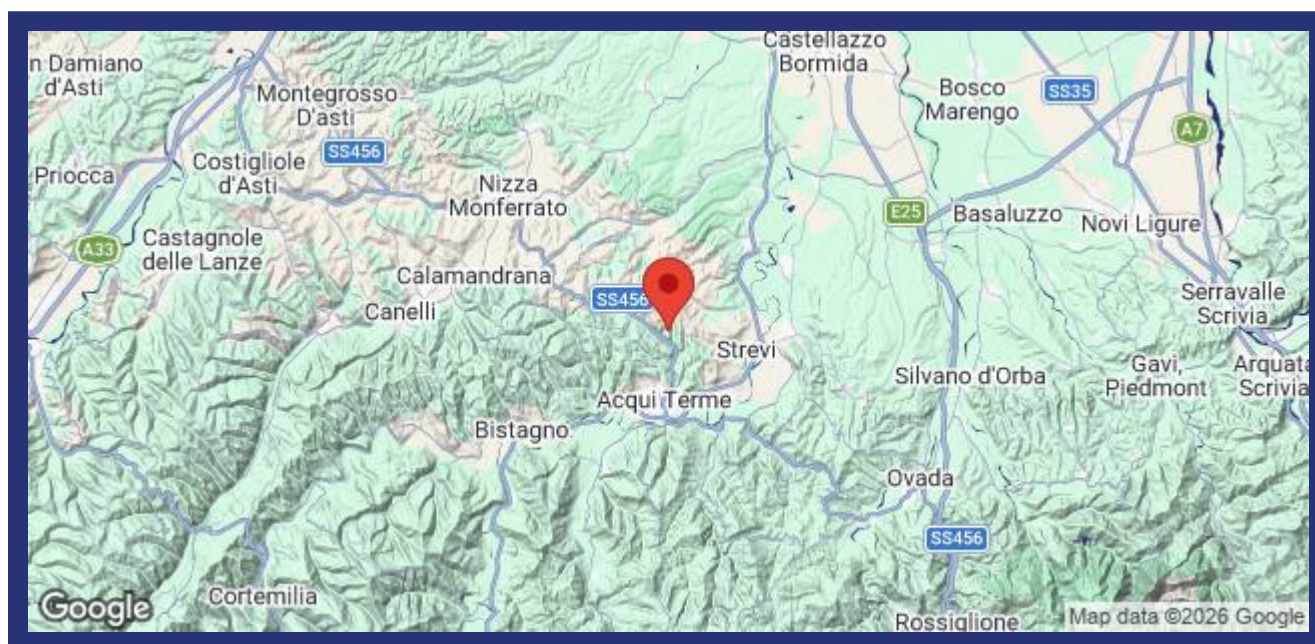 Castellazzo
Bormida
n Damiano
d'Asti
Montegrosso
D'asti
Bosco
Marengo
SS35
A7
SS456
Priocca
Costigliole
d'Asti
Nizza
Monferrato
E25
Basaluzzo
Novi Ligure
A33
Castagnole
delle Lanze
Calamandrana
Canelli
SS456
Serravalle
Scrivia
Strevi
Silvano d'Orba
Gavi,
Piedmont
Arquata
Scrivia
Acqui Terme
Bistagno
Ovada
SS456
Cortemilia
Rossiglione
Google
Map data ©2026 Google